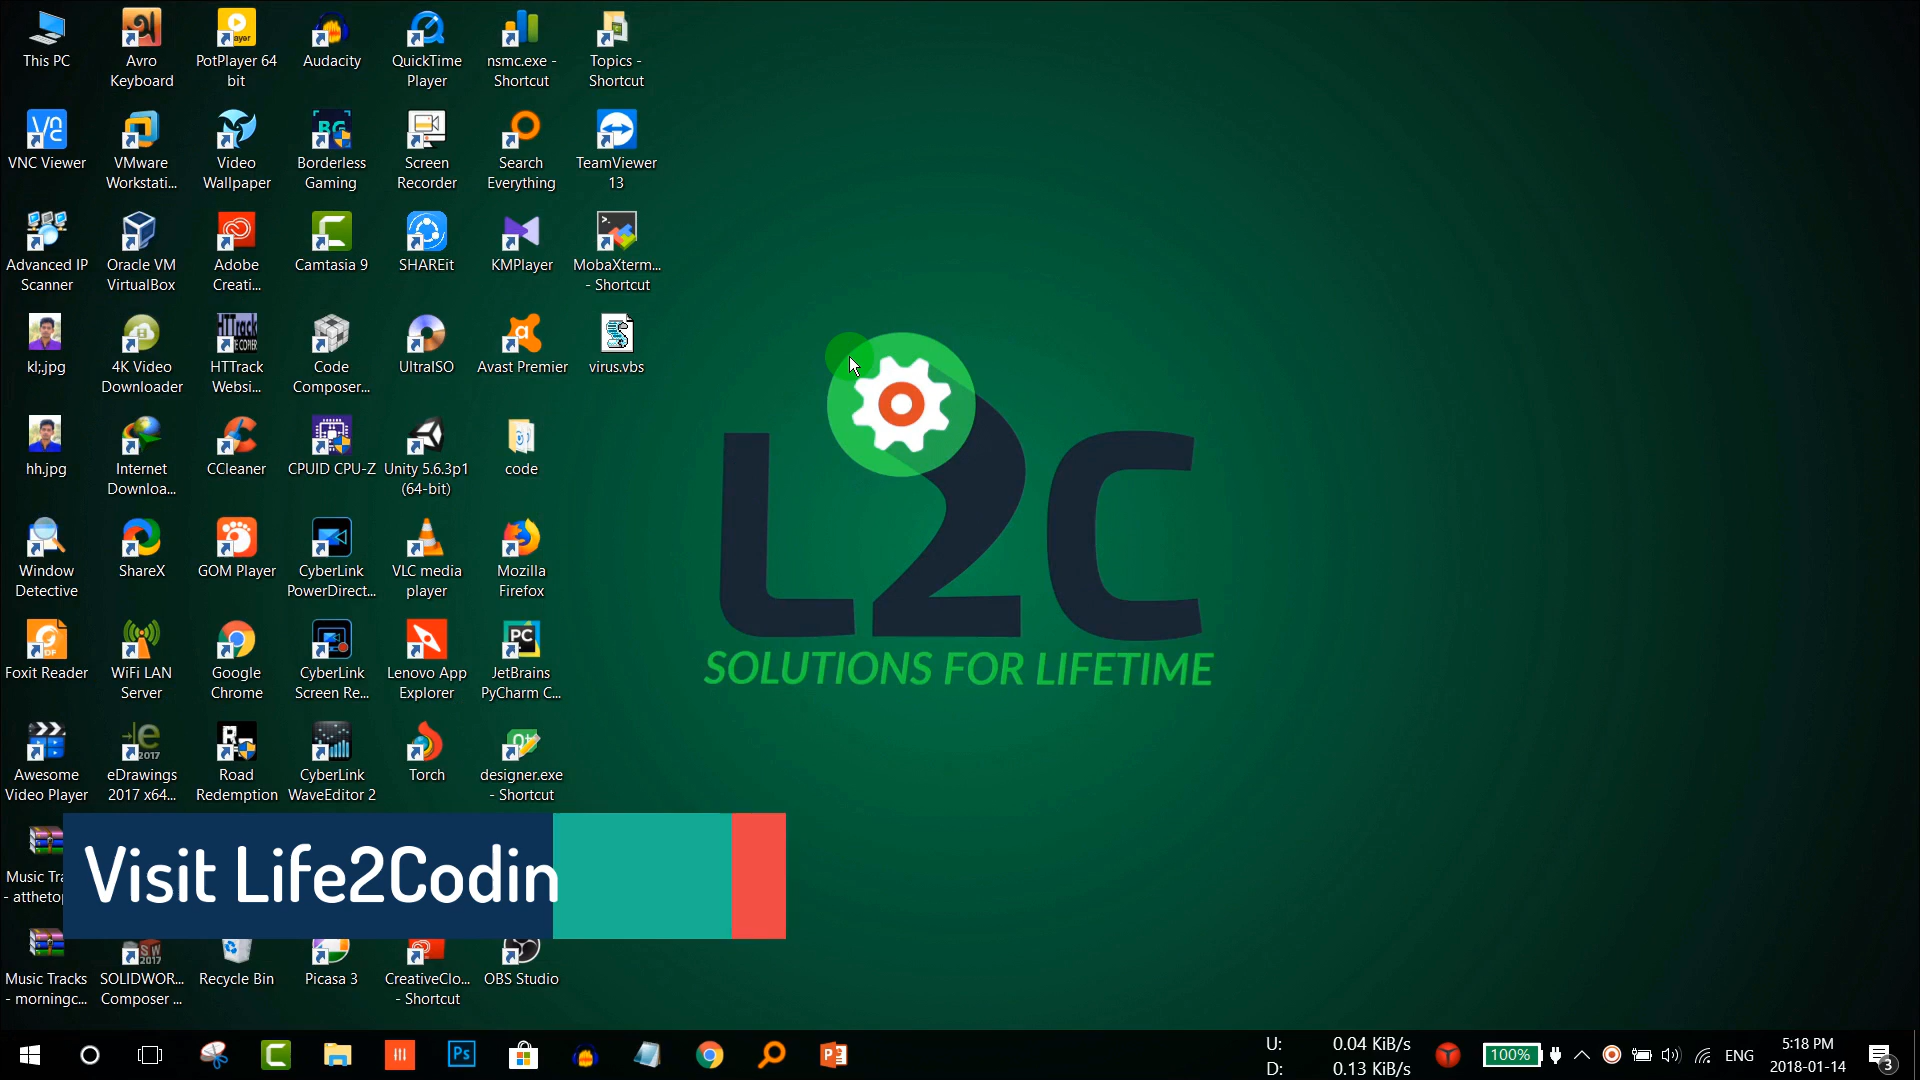 This PC
Avro
Keyboard
PotPlayer 64
bit
Audacity
QuickTime
Player
nsmc.exe -
Shortcut
Topics -
Shortcut
VNC Viewer
VMware
Workstati...
Video
Wallpaper
Borderless
Gaming
Screen
Recorder
Search
Everything
TeamViewer
13
Advanced IP
Scanner
Oracle VM
VirtualBox
Adobe
Creati...
Camtasia 9
SHAREit
KMPlayer
MobaXterm...
- Shortcut
kl;.jpg
4K Video
Downloader
HTTrack
Websi...
Code
Composer...
UltraISO
Avast Premier
virus.vbs
hh.jpg
Internet
Downloa...
CCleaner
CPUID CPU-Z
Unity 5.6.3p1
(64-bit)
code
Window
Detective
ShareX
GOM Player
CyberLink
PowerDirect...
VLC media
player
Mozilla
Firefox
Foxit Reader
WiFi LAN
Server
Google
Chrome
CyberLink
Screen Re...
Lenovo App
Explorer
JetBrains
PyCharm C...
Awesome
Video Player
eDrawings
2017 x64...
Road
Redemption
CyberLink
WaveEditor 2
Torch
designer.exe
- Shortcut
Music Tra
- attheto
Visit Life2Codin
Music Tracks
- morningc...
SOLIDWOR...
Composer ...
Recycle Bin
Picasa 3
CreativeClo...
- Shortcut
OBS Studio
L2C
SOLUTIONS FOR LIFETIME
U: 0.04 KiB/s
D: 0.13 KiB/s
100%
ENG
5:18 PM
2018-01-14
3